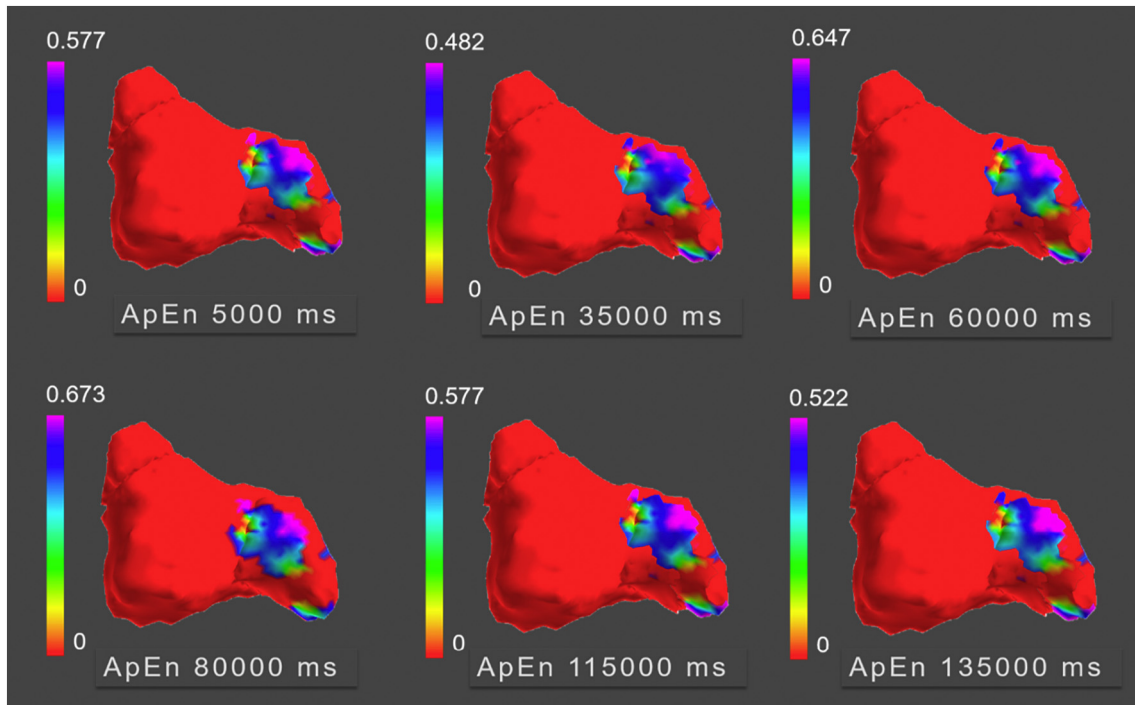 0.577
0
ApEn 5000 ms
0.482
0
ApEn 35000 ms
0.647
0
ApEn 60000 ms
0.673
0
ApEn 80000 ms
0.577
0
ApEn 115000 ms
0.522
0
ApEn 135000 ms